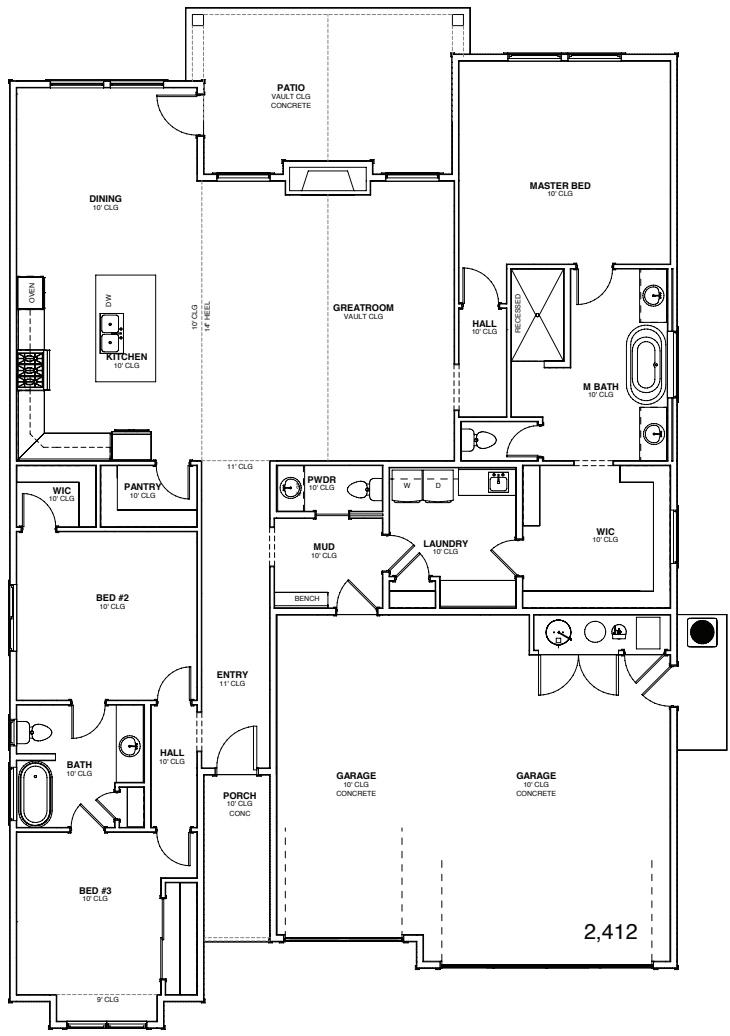 PATIO
VAULT CLG
CONCRETE
MASTER BED
10' CLG
DINING
10' CLG
OVEN
DW
KITCHEN
10' CLG
10' CLG
14" HEEL
GREATROOM
VAULT CLG
HALL
10' CLG
RECESSED
M BATH
10' CLG
11' CLG
WIC
10' CLG
PANTRY
10' CLG
PWDR
10' CLG
W
D
LAUNDRY
10' CLG
WIC
10' CLG
MUD
10' CLG
BENCH
BED #2
10' CLG
ENTRY
11' CLG
BATH
10' CLG
HALL
10' CLG
PORCH
10' CLG
CONC
GARAGE
10' CLG
CONCRETE
GARAGE
10' CLG
CONCRETE
BED #3
10' CLG
2,412
9' CLG